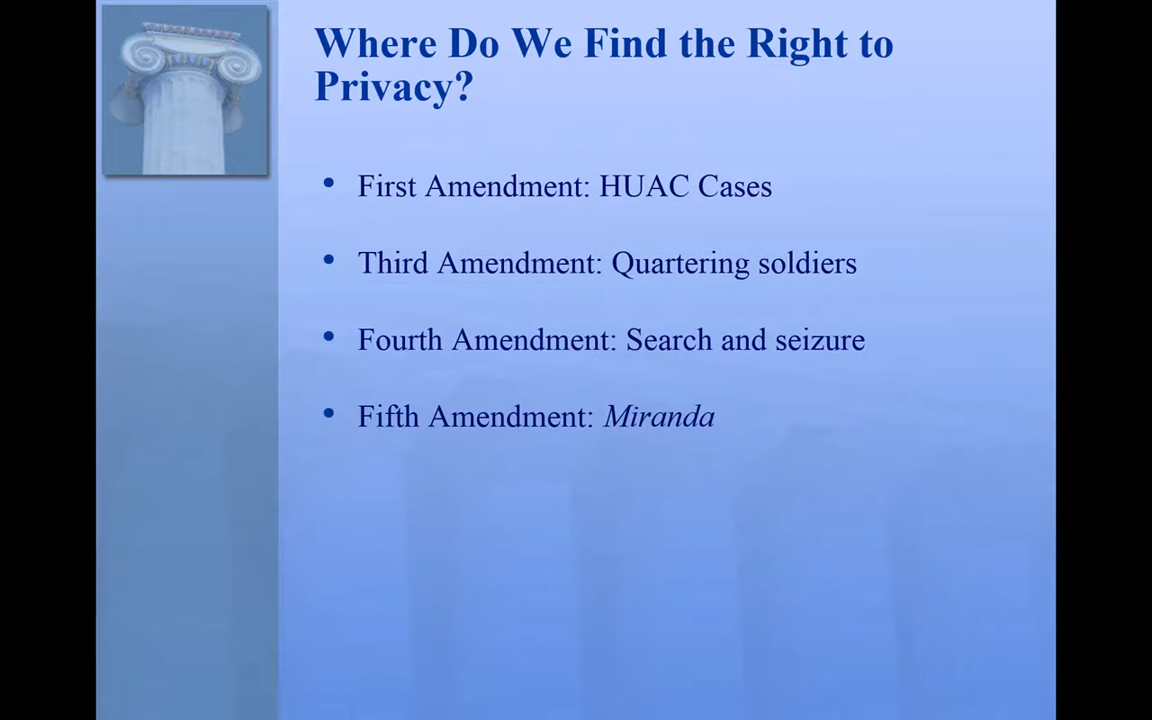 Where Do We Find the Right to
Privacy?
• First Amendment: HUAC Cases
• Third Amendment: Quartering soldiers
• Fourth Amendment: Search and seizure
• Fifth Amendment: Miranda